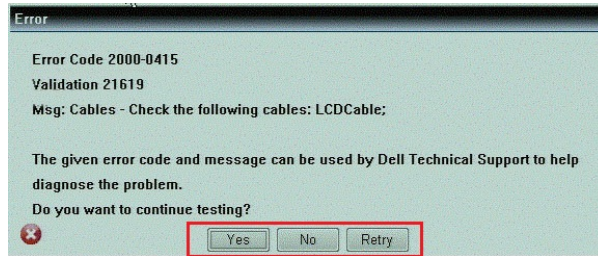 Error
Error Code 2000-0415
Validation 21619
Msg: Cables - Check the following cables: LCDCable;
The given error code and message can be used by Dell Technical Support to help
diagnose the problem.
Do you want to continue testing?
Yes No Retry